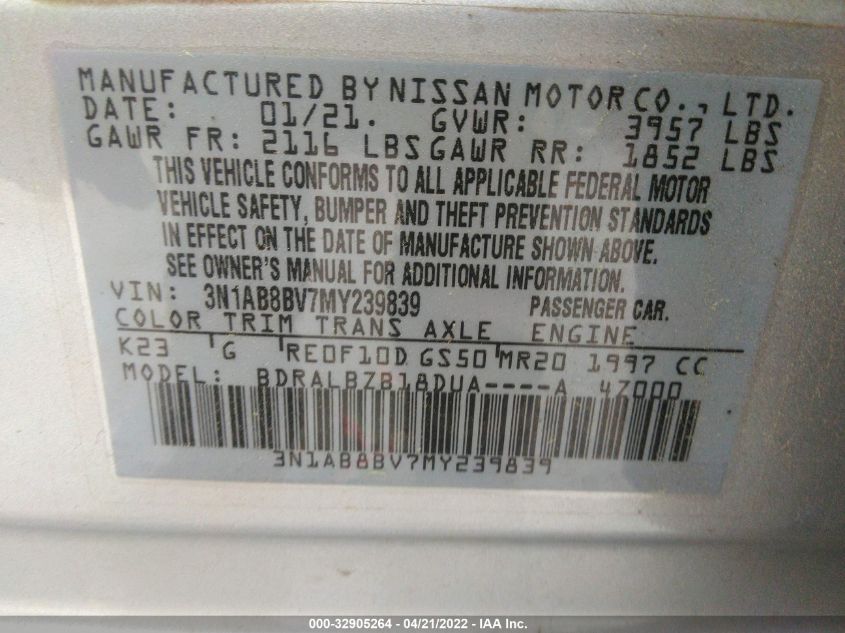 MANUFACTURED BY NISSAN MOTOR CO., LTD.
DATE: 01/21. GVWR: 3957 LBS
GAWR FR: 2116 LBS GAWR RR: 1852 LBS
THIS VEHICLE CONFORMS TO ALL APPLICABLE FEDERAL MOTOR
VEHICLE SAFETY, BUMPER AND THEFT PREVENTION STANDARDS
IN EFFECT ON THE DATE OF MANUFACTURE SHOWN ABOVE.
SEE OWNER'S MANUAL FOR ADDITIONAL INFORMATION.
VIN: 3N1AB8BV7MY239839 PASSENGER CAR.
COLOR TRIM TRANS AXLE ENGINE
K23 G RE0F10D GS50 MR20 1997 CC
MODEL: BDRALBZB18DUA----A 4Z000
3N1AB8BV7MY239839
000-32905264 - 04/21/2022 - IAA Inc.